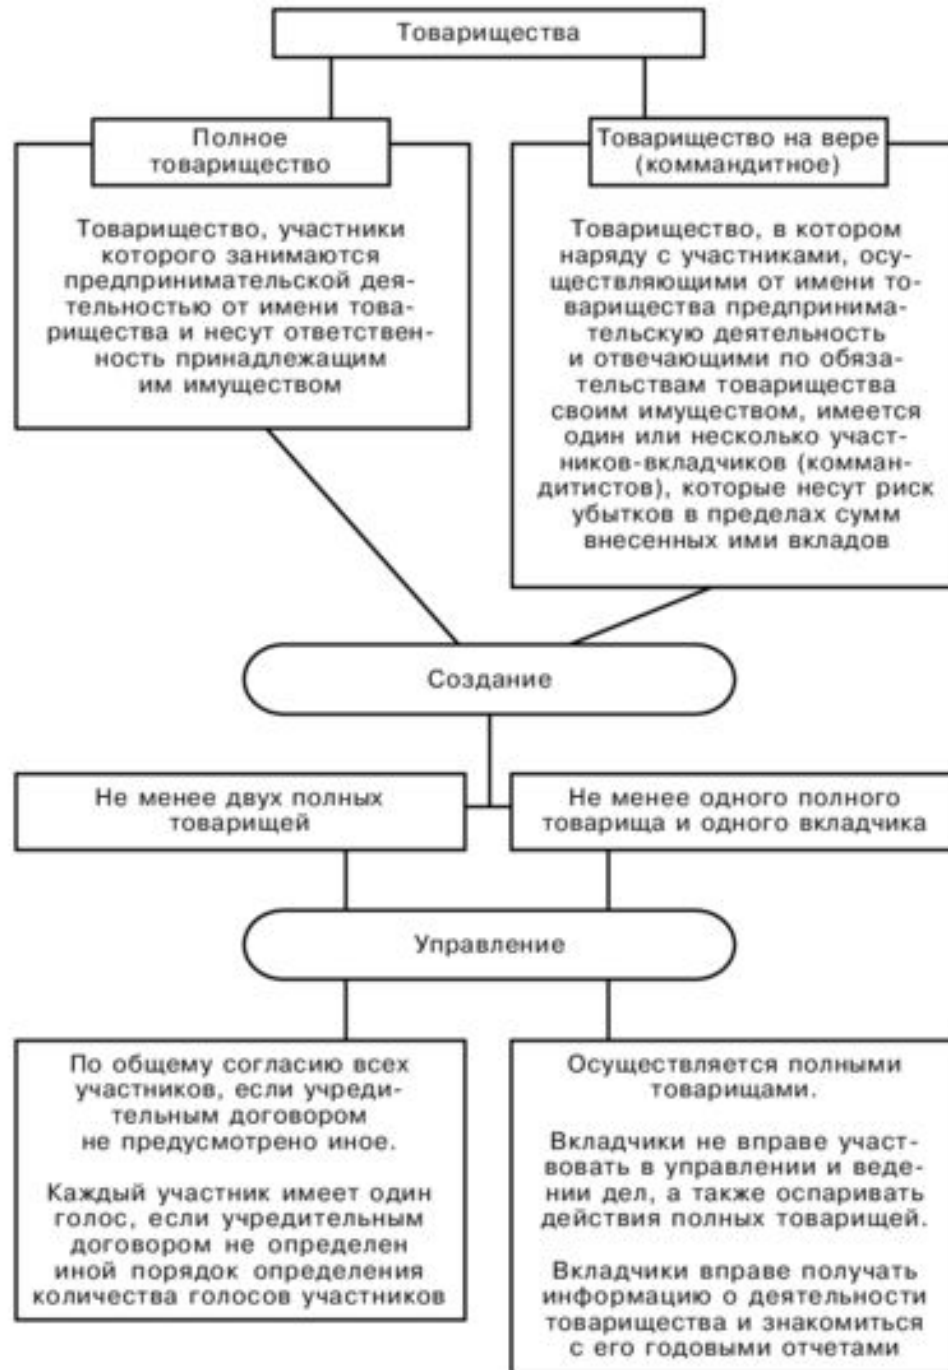 Товарищества
Полное
товарищество
Товарищество, участники
которого занимаются
предпринимательской дея-
тельностью от имени това-
рищества и несут ответствен-
ность принадлежащим
им имуществом
Товарищество на вере
(коммандитное)
Товарищество, в котором
наряду с участниками, осу-
ществляющими от имени то-
варищества предпринима-
тельскую деятельность
и отвечающими по обяза-
тельствам товарищества
своим имуществом, имеется
один или несколько участ-
ников-вкладчиков (комман-
дитистов), которые несут риск
убытков в пределах сумм
внесенных ими вкладов
Создание
Не менее двух полных
товарищей
Не менее одного полного
товарища и одного вкладчика
Управление
По общему согласию всех
участников, если учреди-
тельным договором
не предусмотрено иное.
Каждый участник имеет один
голос, если учредительным
договором не определен
иной порядок определения
количества голосов участников
Осуществляется полными
товарищами.
Вкладчики не вправе участ-
вовать в управлении и веде-
нии дел, а также оспаривать
действия полных товарищей.
Вкладчики вправе получать
информацию о деятельности
товарищества и знакомиться
с его годовыми отчетами